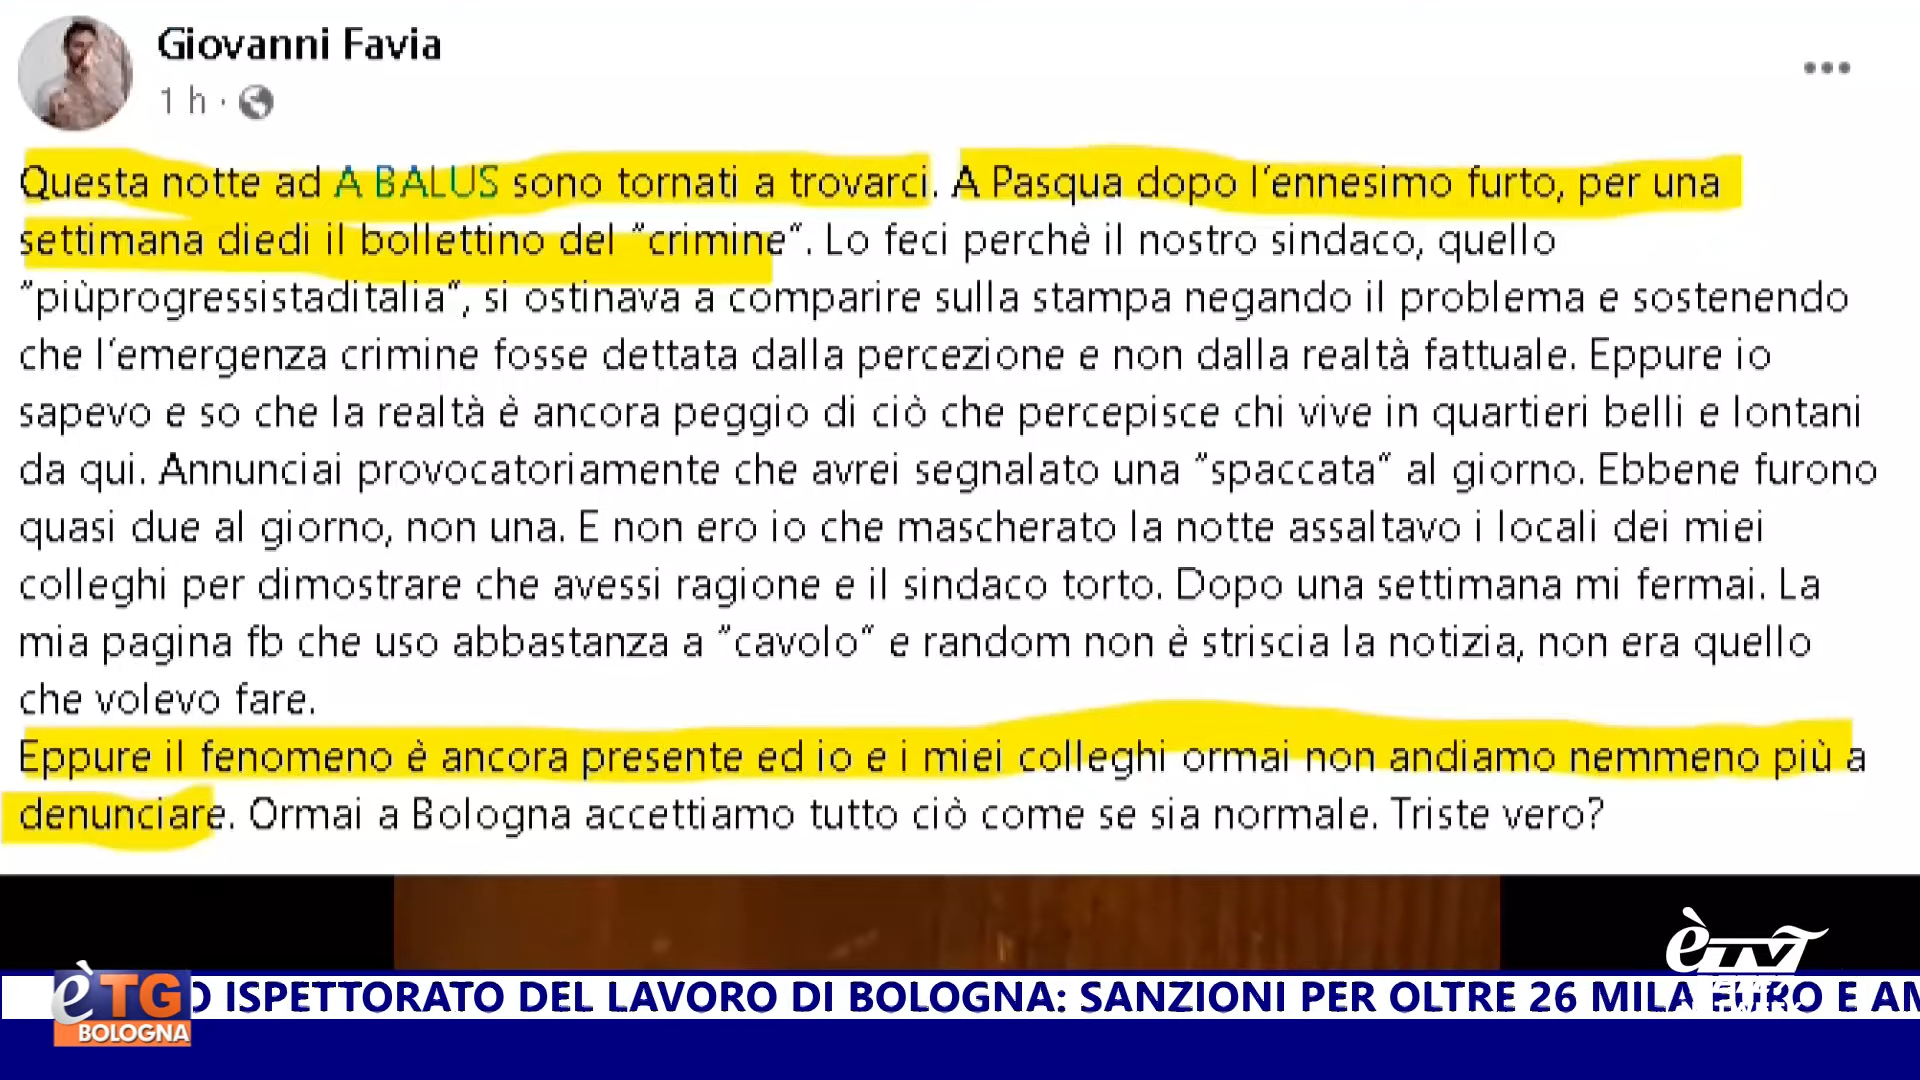 Giovanni Favia
1 h ·
Questa notte ad A BALUS sono tornati a trovarci. A Pasqua dopo l'ennesimo furto, per una
settimana diedi il bollettino del "crimine". Lo feci perchè il nostro sindaco, quello
"piùprogressistaditalia", si ostinava a comparire sulla stampa negando il problema e sostenendo
che l'emergenza crimine fosse dettata dalla percezione e non dalla realtà fattuale. Eppure io
sapevo e so che la realtà è ancora peggio di ciò che percepisce chi vive in quartieri belli e lontani
da qui. Annunciai provocatoriamente che avrei segnalato una "spaccata" al giorno. Ebbene furono
quasi due al giorno, non una. E non ero io che mascherato la notte assaltavo i locali dei miei
colleghi per dimostrare che avessi ragione e il sindaco torto. Dopo una settimana mi fermai. La
mia pagina fb che uso abbastanza a "cavolo" e random non è striscia la notizia, non era quello
che volevo fare.
Eppure il fenomeno è ancora presente ed io e i miei colleghi ormai non andiamo nemmeno più a
denunciare. Ormai a Bologna accettiamo tutto ciò come se sia normale. Triste vero?
èTV
O ISPETTORATO DEL LAVORO DI BOLOGNA: SANZIONI PER OLTRE 26 MILA EURO E AM
èTG
BOLOGNA